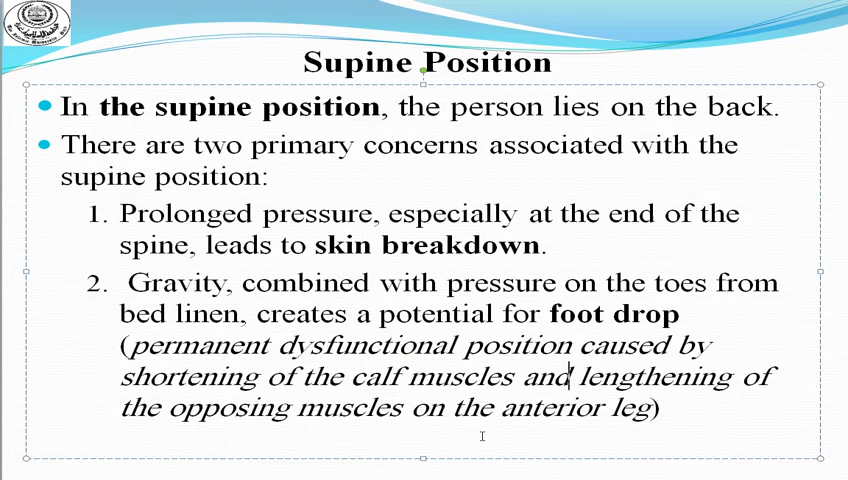 Supine Position
• In the supine position, the person lies on the back.
• There are two primary concerns associated with the
supine position:
1. Prolonged pressure, especially at the end of the
spine, leads to skin breakdown.
2. Gravity, combined with pressure on the toes from
bed linen, creates a potential for foot drop
(permanent dysfunctional position caused by
shortening of the calf muscles and lengthening of
the opposing muscles on the anterior leg)